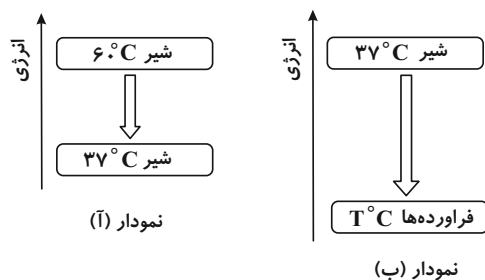 انرژی
شیر ۶۰°C
شیر ۳۷°C
نمودار (آ)
انرژی
شیر ۳۷°C
فراورده‌ها T°C
نمودار (ب)